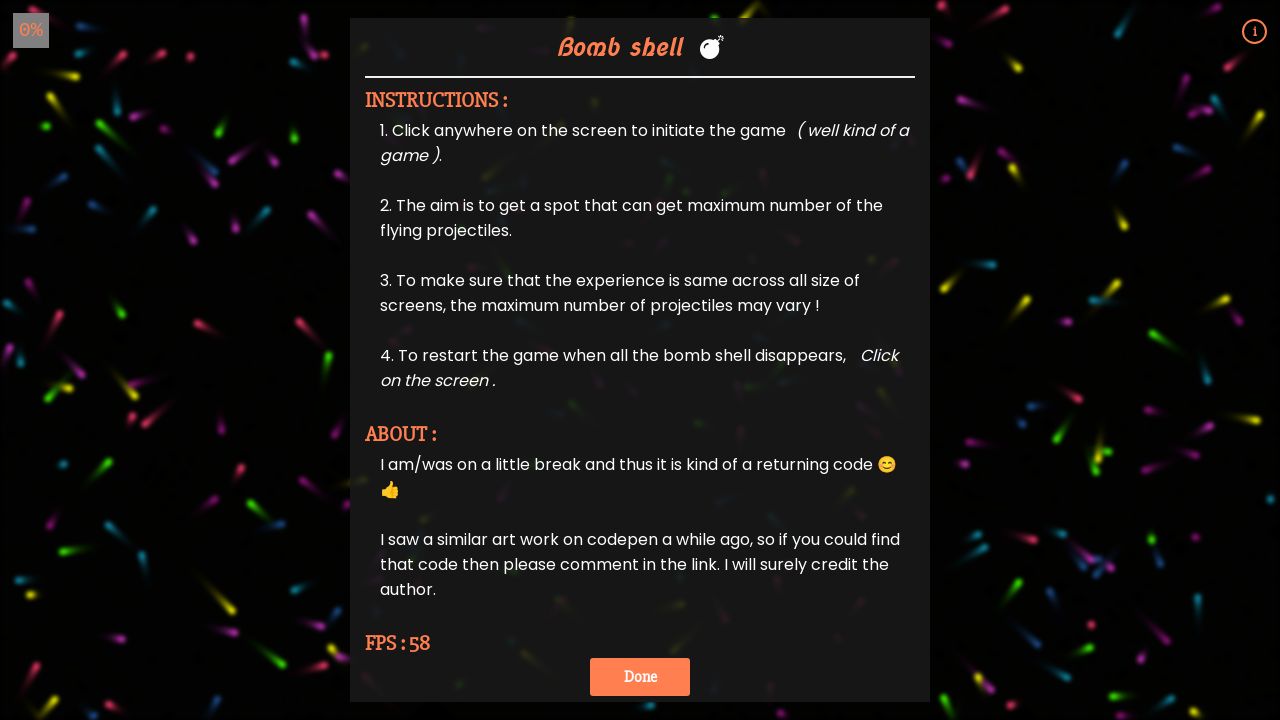 0%
i
Bomb shell 💣
INSTRUCTIONS :
1. Click anywhere on the screen to initiate the game ( well kind of a
game ).
2. The aim is to get a spot that can get maximum number of the
flying projectiles.
3. To make sure that the experience is same across all size of
screens, the maximum number of projectiles may vary !
4. To restart the game when all the bomb shell disappears, Click
on the screen .
ABOUT :
I am/was on a little break and thus it is kind of a returning code 😊
👍
I saw a similar art work on codepen a while ago, so if you could find
that code then please comment in the link. I will surely credit the
author.
FPS : 58
Done